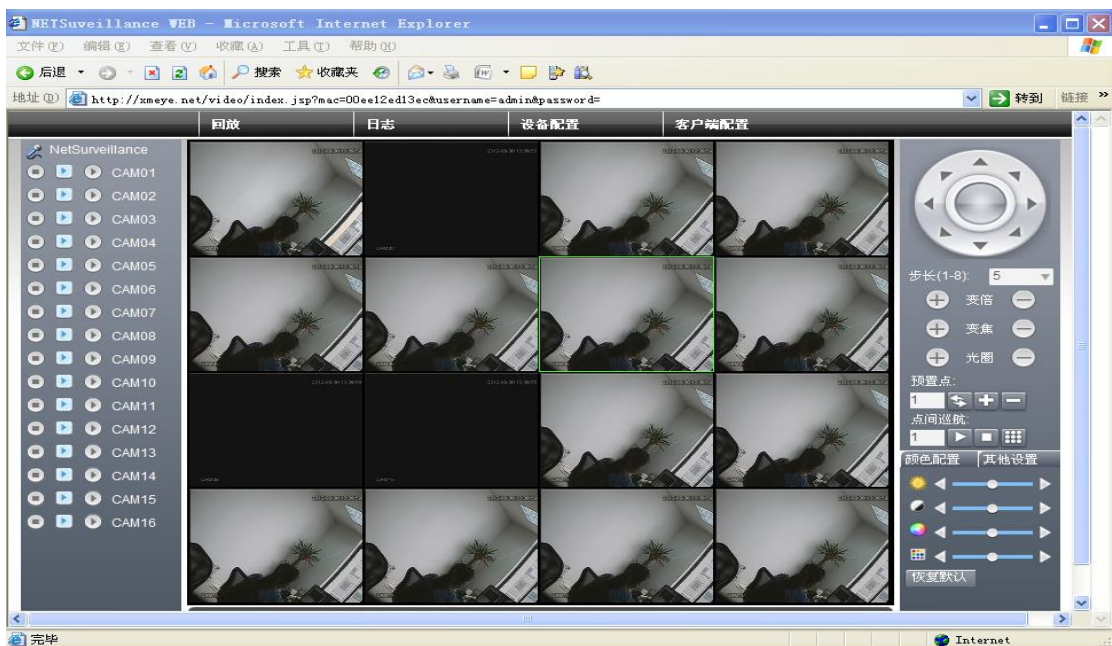 NETSuveillance WEB - Microsoft Internet Explorer
文件(F) 编辑(E) 查看(V) 收藏(A) 工具(T) 帮助(H)
后退 搜索 收藏夹
地址(D) http://xmeye.net/video/index.jsp?mac=00ee12ed13ec&username=admin&password= 转到 链接 »
回放 日志 设备配置 客户端配置
NetSurveillance
CAM01
CAM02
CAM03
CAM04
CAM05
CAM06
CAM07
CAM08
CAM09
CAM10
CAM11
CAM12
CAM13
CAM14
CAM15
CAM16
步长(1-8): 5
变倍
变焦
光圈
预置点:
1
点间巡航:
1
颜色配置 其他设置
恢复默认
完毕 Internet